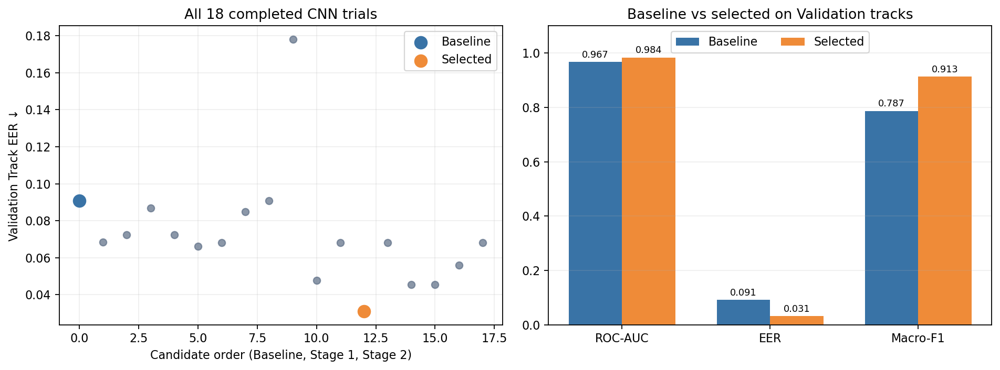 All 18 completed CNN trials
Baseline
Selected
Validation Track EER ↓
0.18
0.16
0.14
0.12
0.10
0.08
0.06
0.04
0.0 2.5 5.0 7.5 10.0 12.5 15.0 17.5
Candidate order (Baseline, Stage 1, Stage 2)
Baseline vs selected on Validation tracks
Baseline Selected
1.0
0.8
0.6
0.4
0.2
0.0
0.967 0.984
0.091 0.031
0.787 0.913
ROC-AUC EER Macro-F1